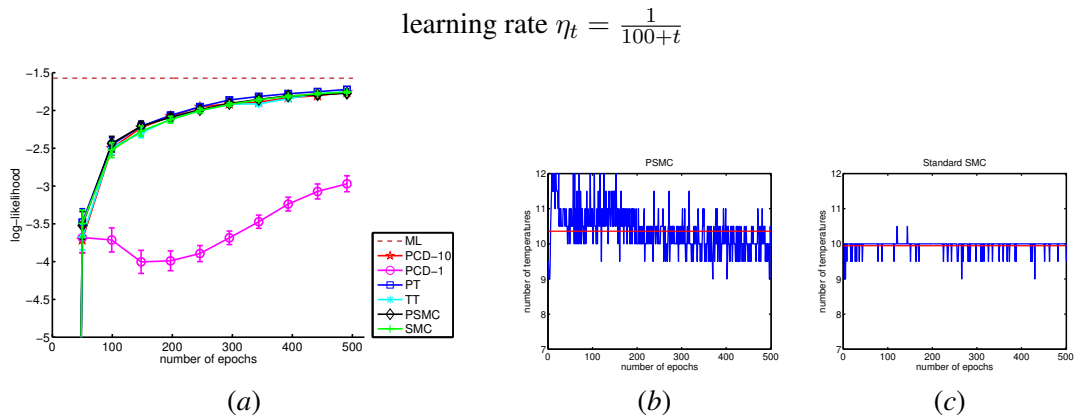 learning rate η_t = 1/(100+t)
−1.5
−2
−2.5
−3
−3.5
−4
−4.5
−5
log−likelihood
0 100 200 300 400 500
number of epochs
ML
PCD−10
PCD−1
PT
TT
PSMC
SMC
(a)
PSMC
12
11
10
9
8
7
number of temperatures
0 100 200 300 400 500
number of epochs
(b)
Standard SMC
12
11
10
9
8
7
number of temperatures
0 100 200 300 400 500
number of epochs
(c)